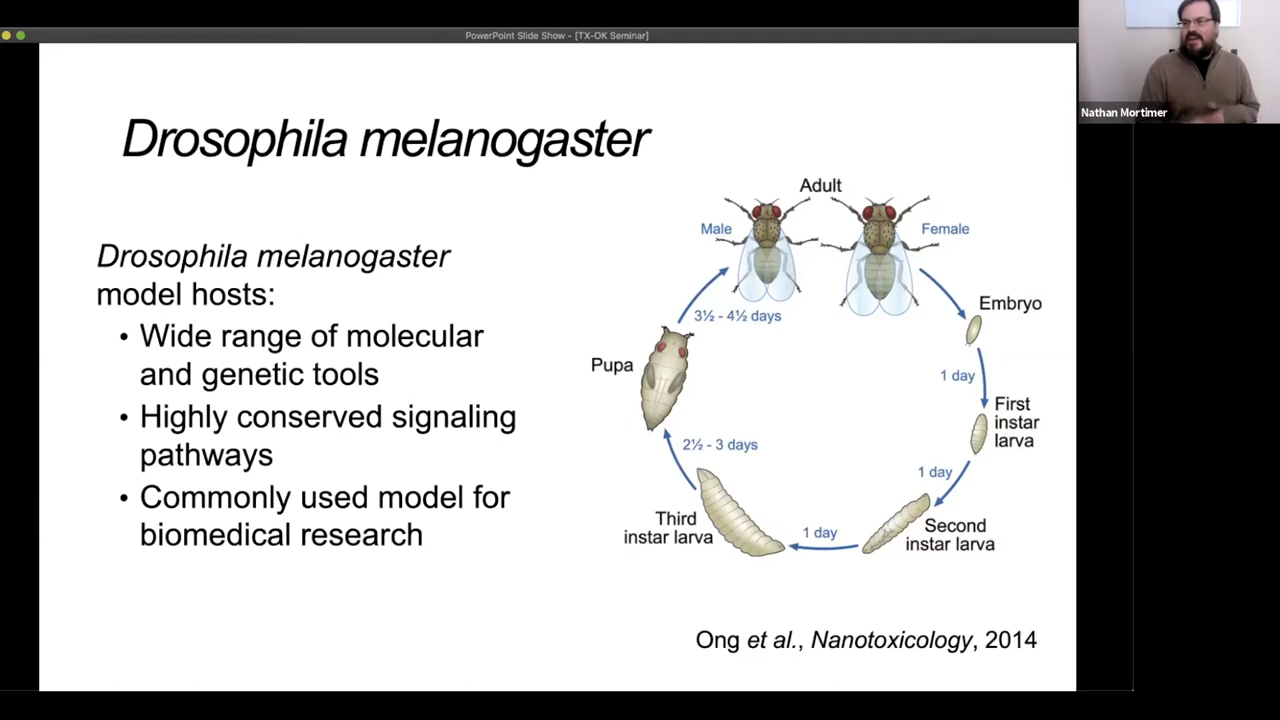 PowerPoint Slide Show - [TX-OK Seminar]
Nathan Mortimer
Drosophila melanogaster
Drosophila melanogaster
model hosts:
• Wide range of molecular
and genetic tools
• Highly conserved signaling
pathways
• Commonly used model for
biomedical research
Adult
Male
Female
3½ - 4½ days
Embryo
Pupa
1 day
First
instar
larva
2½ - 3 days
1 day
Third
instar larva
1 day
Second
instar larva
Ong et al., Nanotoxicology, 2014